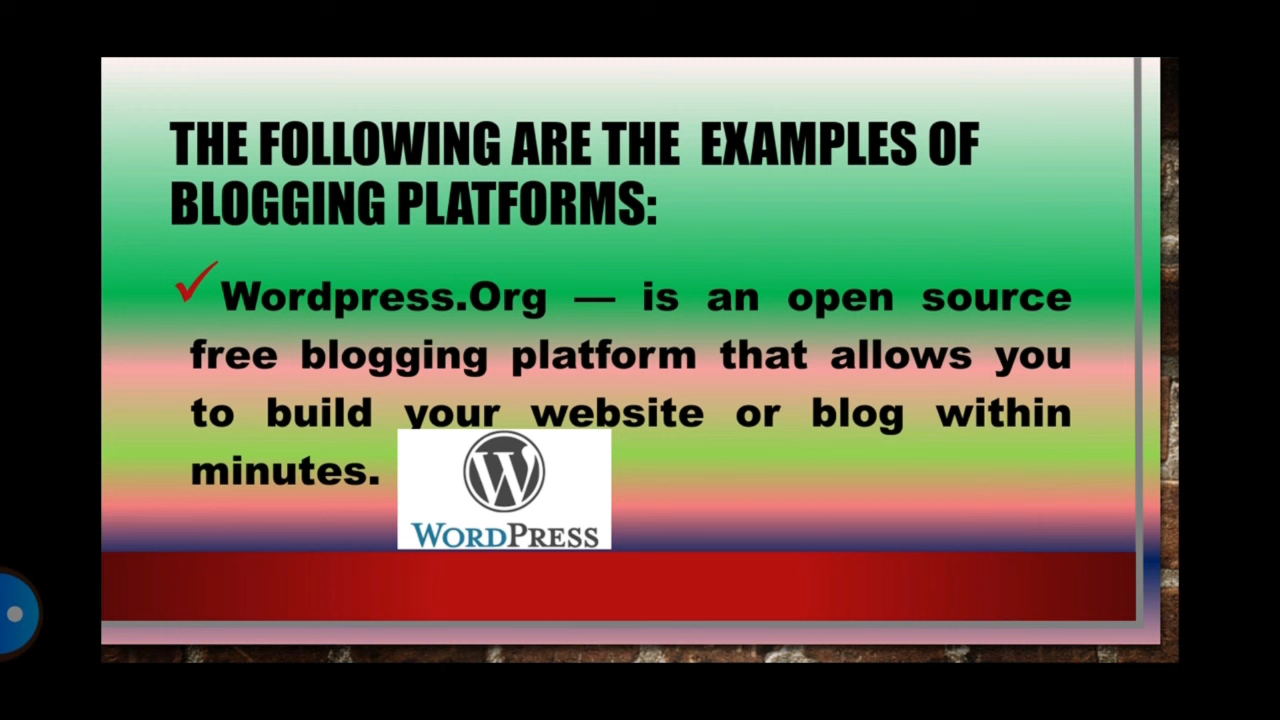 THE FOLLOWING ARE THE EXAMPLES OF
BLOGGING PLATFORMS:
✓Wordpress.Org — is an open source
free blogging platform that allows you
to build your website or blog within
minutes.
WORDPRESS